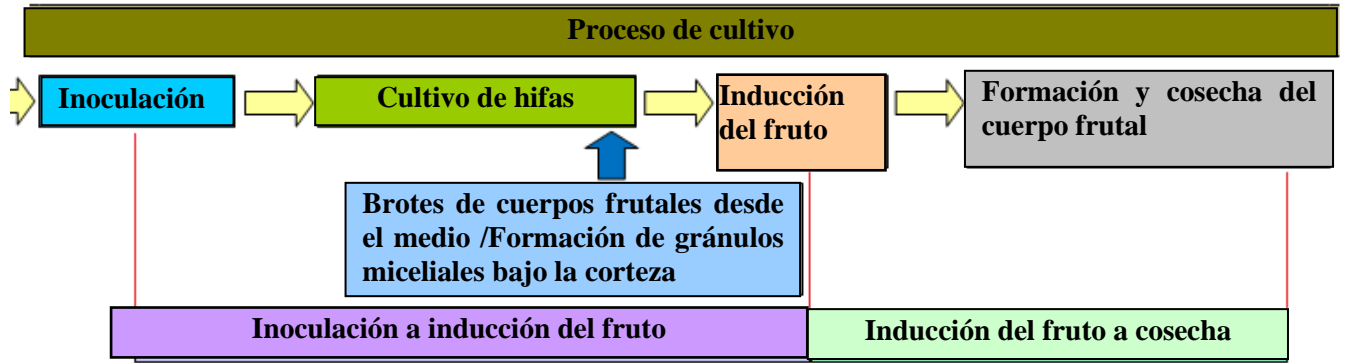 Proceso de cultivo
Inoculación
Cultivo de hifas
Inducción
del fruto
Formación y cosecha del
cuerpo frutal
Brotes de cuerpos frutales desde
el medio /Formación de gránulos
miceliales bajo la corteza
Inoculación a inducción del fruto
Inducción del fruto a cosecha